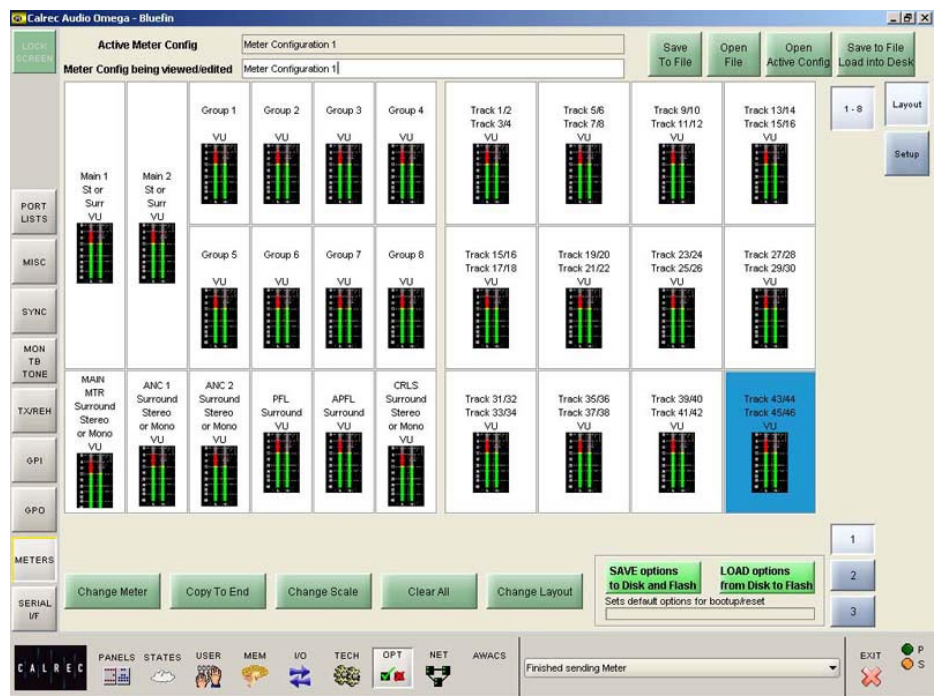 Calrec Audio Omega - Bluefin
LOCK
SCREEN
Active Meter Config
Meter Configuration 1
Meter Config being viewed/edited
Meter Configuration 1
Save
To File
Open
File
Open
Active Config
Save to File
Load into Desk
1 - 8
Layout
Setup
PORT
LISTS
MISC
SYNC
MON
TB
TONE
TX/REH
GPI
GPO
METERS
SERIAL
I/F
Main 1
St or
Surr
VU
Main 2
St or
Surr
VU
Group 1
VU
Group 2
VU
Group 3
VU
Group 4
VU
Track 1/2
Track 3/4
VU
Track 5/6
Track 7/8
VU
Track 9/10
Track 11/12
VU
Track 13/14
Track 15/16
VU
Group 5
VU
Group 6
VU
Group 7
VU
Group 8
VU
Track 15/16
Track 17/18
VU
Track 19/20
Track 21/22
VU
Track 23/24
Track 25/26
VU
Track 27/28
Track 29/30
VU
MAIN
MTR
Surround
Stereo
or Mono
VU
ANC 1
Surround
Stereo
or Mono
VU
ANC 2
Surround
Stereo
or Mono
VU
PFL
Surround
VU
APFL
Surround
VU
CRLS
Surround
Stereo
or Mono
VU
Track 31/32
Track 33/34
VU
Track 35/36
Track 37/38
VU
Track 39/40
Track 41/42
VU
Track 43/44
Track 45/46
VU
Change Meter
Copy To End
Change Scale
Clear All
Change Layout
SAVE options
to Disk and Flash
LOAD options
from Disk to Flash
Sets default options for bootup/reset
1
2
3
CALREC
PANELS
STATES
USER
MEM
I/O
TECH
OPT
NET
AWACS
Finished sending Meter
EXIT
P
S